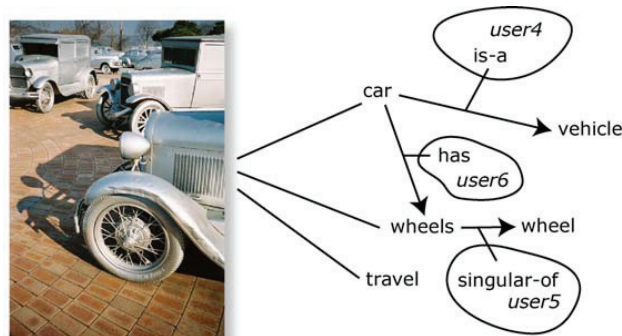 user4
is-a
car
vehicle
has
user6
wheels
wheel
travel
singular-of
user5